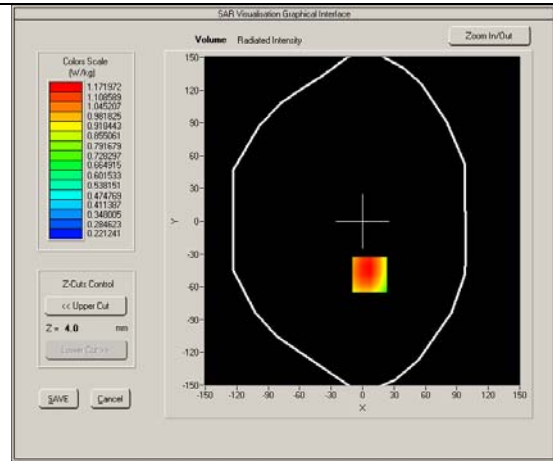 SAR Visualisation Graphical Interface
Volume Radiated Intensity
Zoom In/Out
Colors Scale
(W/kg)
1.171972
1.108589
1.045207
0.981825
0.918443
0.855061
0.791679
0.728297
0.664915
0.601533
0.538151
0.474769
0.411387
0.348005
0.284623
0.221241
Z-Cuts Control
<< Upper Cut
Z = 4.0 mm
SAVE
Cancel
150-
120-
90-
60-
30-
Y
0-
-30-
-60-
-90-
-120-
-150-
-150 -120 -90 -60 -30 0 30 60 90 120 150
X